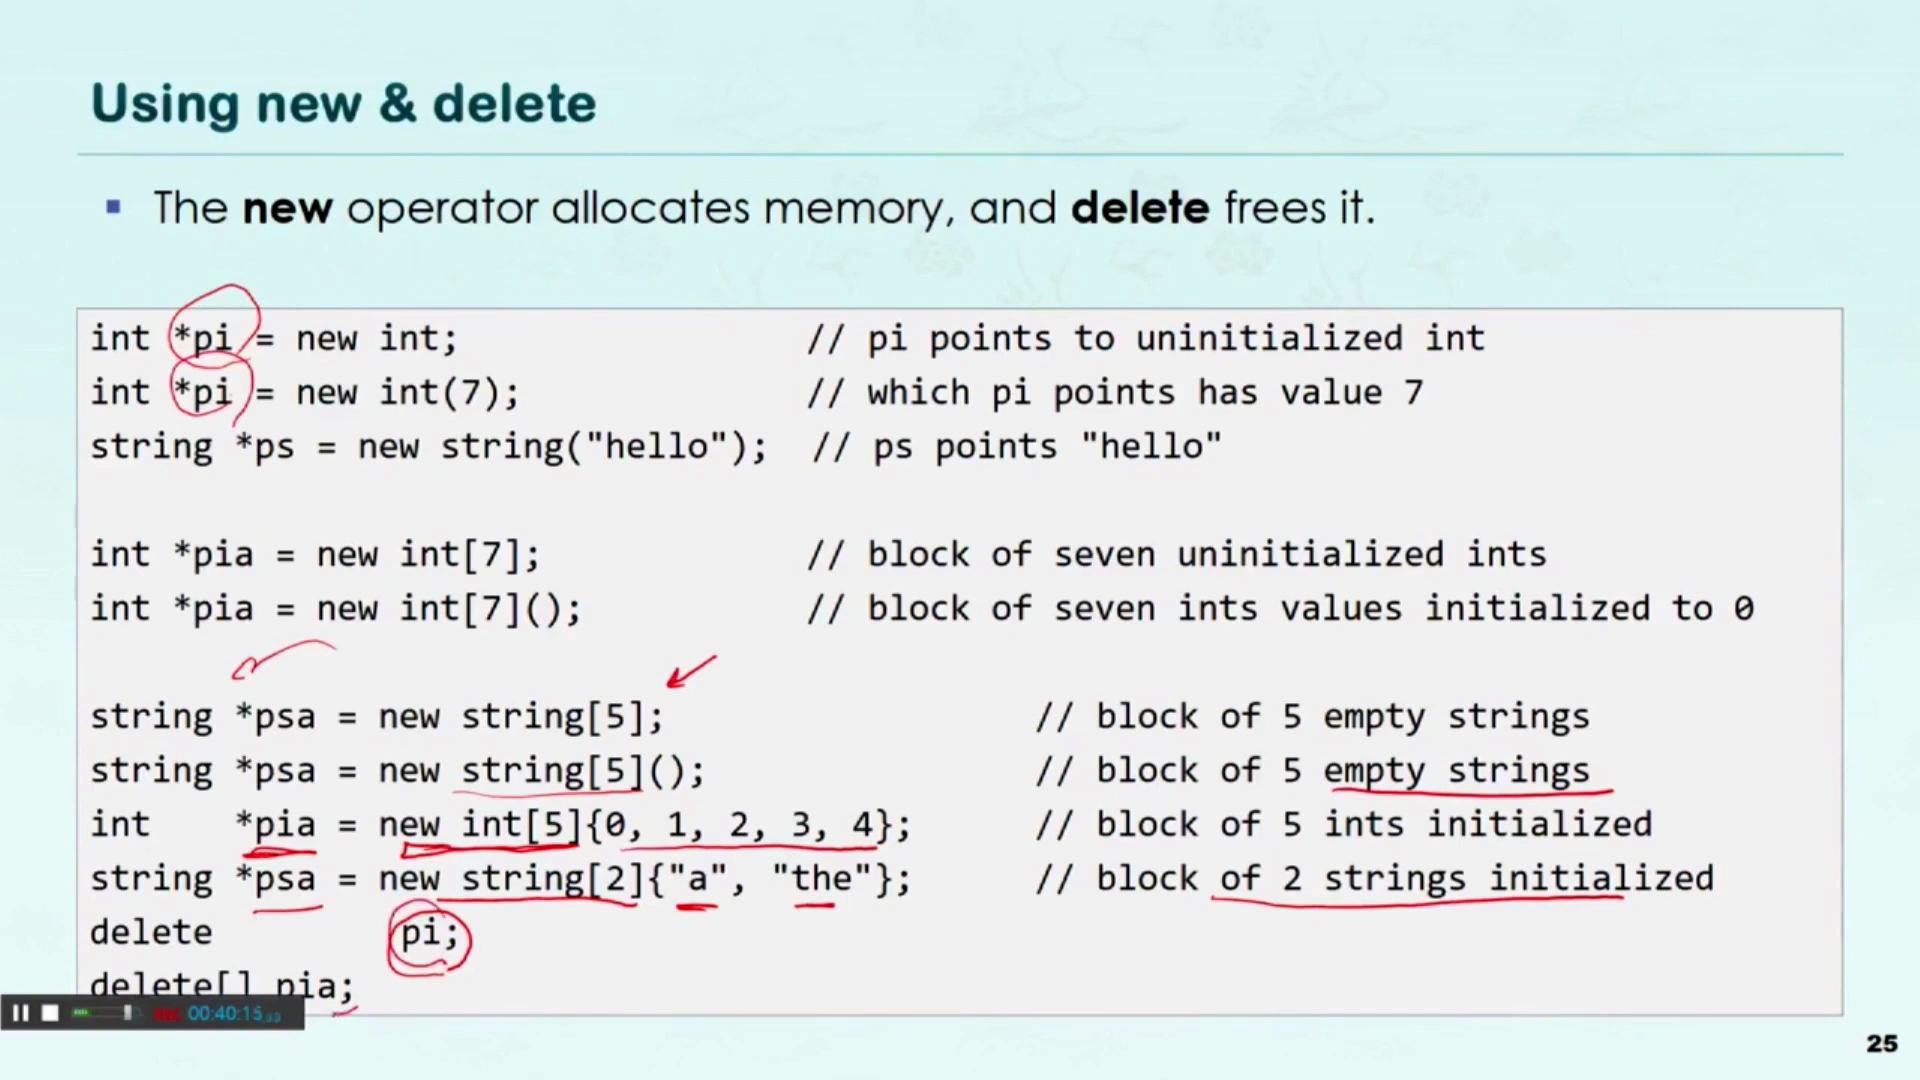 Using new & delete
▪ The new operator allocates memory, and delete frees it.
int *pi = new int; // pi points to uninitialized int
int *pi = new int(7); // which pi points has value 7
string *ps = new string("hello"); // ps points "hello"
int *pia = new int[7]; // block of seven uninitialized ints
int *pia = new int[7](); // block of seven ints values initialized to 0
string *psa = new string[5]; // block of 5 empty strings
string *psa = new string[5](); // block of 5 empty strings
int *pia = new int[5]{0, 1, 2, 3, 4}; // block of 5 ints initialized
string *psa = new string[2]{"a", "the"}; // block of 2 strings initialized
delete pi;
delete[] pia;
REC 00:40:15
25